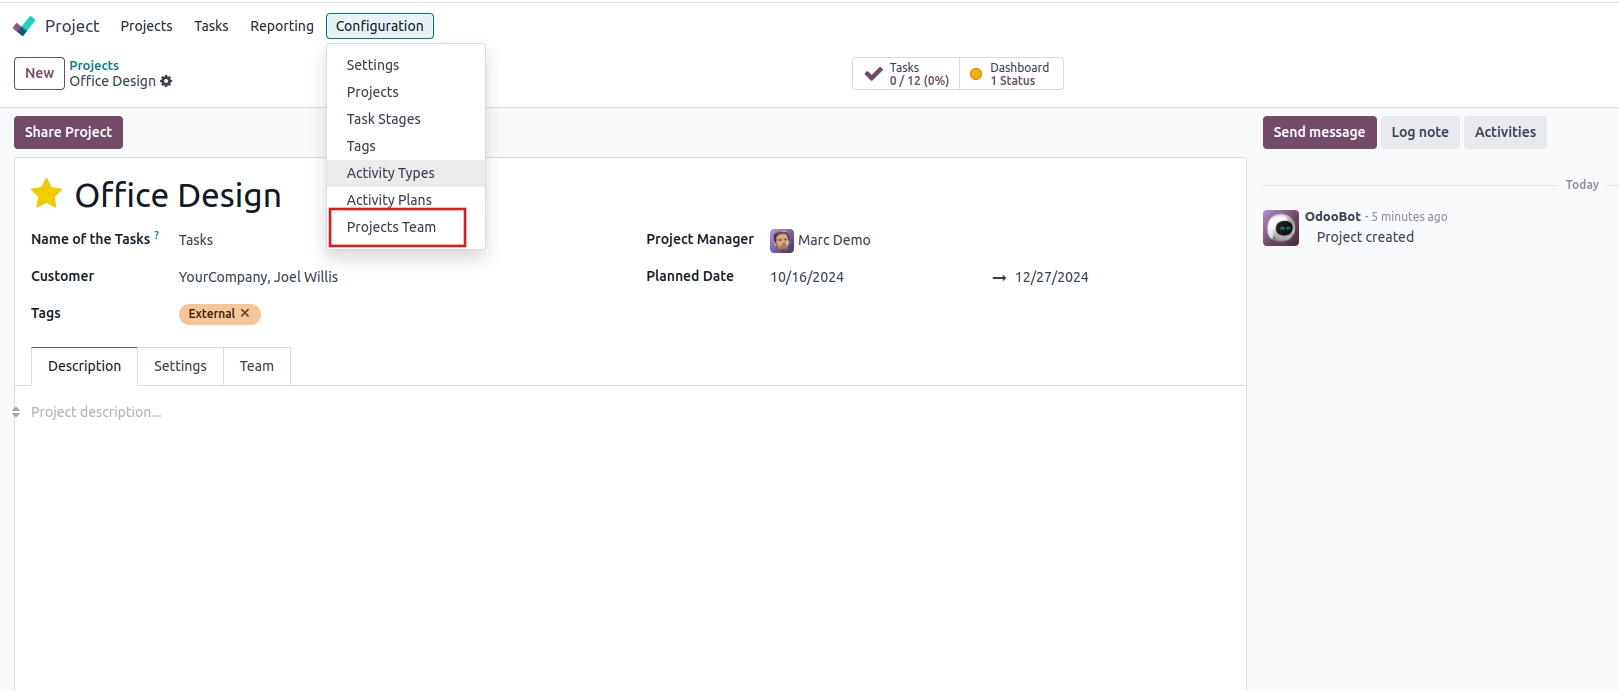 Project Projects Tasks Reporting Configuration
New
Projects
Office Design
Settings
Projects
Task Stages
Tags
Activity Types
Activity Plans
Projects Team
Tasks
0 / 12 (0%)
Dashboard
1 Status
Share Project
Send message Log note Activities
Office Design
Name of the Tasks ? Tasks
Customer YourCompany, Joel Willis
Tags External ✕
Project Manager Marc Demo
Planned Date 10/16/2024 → 12/27/2024
Description Settings Team
Project description...
Today
OdooBot - 5 minutes ago
Project created